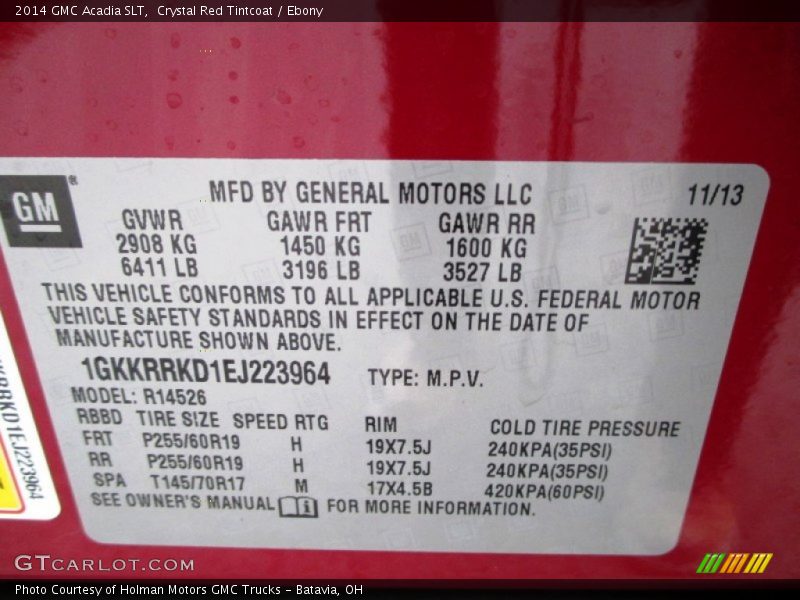 2014 GMC Acadia SLT,  Crystal Red Tintcoat / Ebony
GM ®
MFD BY GENERAL MOTORS LLC 11/13
GVWR GAWR FRT GAWR RR
2908 KG 1450 KG 1600 KG
6411 LB 3196 LB 3527 LB
THIS VEHICLE CONFORMS TO ALL APPLICABLE U.S. FEDERAL MOTOR
VEHICLE SAFETY STANDARDS IN EFFECT ON THE DATE OF
MANUFACTURE SHOWN ABOVE.
1GKKRRKD1EJ223964 TYPE: M.P.V.
MODEL: R14526
RBBD TIRE SIZE SPEED RTG RIM COLD TIRE PRESSURE
FRT P255/60R19 H 19X7.5J 240KPA(35PSI)
RR P255/60R19 H 19X7.5J 240KPA(35PSI)
SPA T145/70R17 M 17X4.5B 420KPA(60PSI)
SEE OWNER'S MANUAL i FOR MORE INFORMATION.
KD1EJ223964
GTCARLOT.COM
Photo Courtesy of Holman Motors GMC Trucks – Batavia, OH